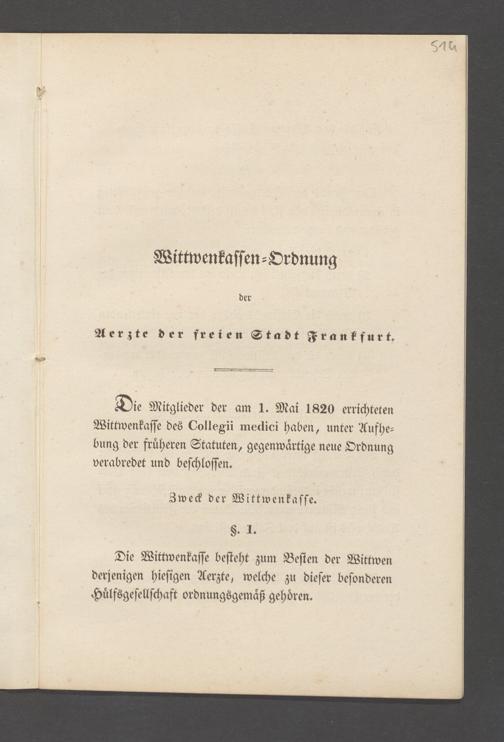 514
Wittwenkassen-Ordnung
der
Aerzte der freien Stadt Frankfurt.
Die Mitglieder der am 1. Mai 1820 errichteten
Wittwenkasse des Collegii medici haben, unter Aufhe-
bung der früheren Statuten, gegenwärtige neue Ordnung
verabredet und beschlossen.
Zweck der Wittwenkasse.
§. 1.
Die Wittwenkasse besteht zum Besten der Wittwen
derjenigen hiesigen Aerzte, welche zu dieser besonderen
Hülfsgesellschaft ordnungsgemäß gehören.